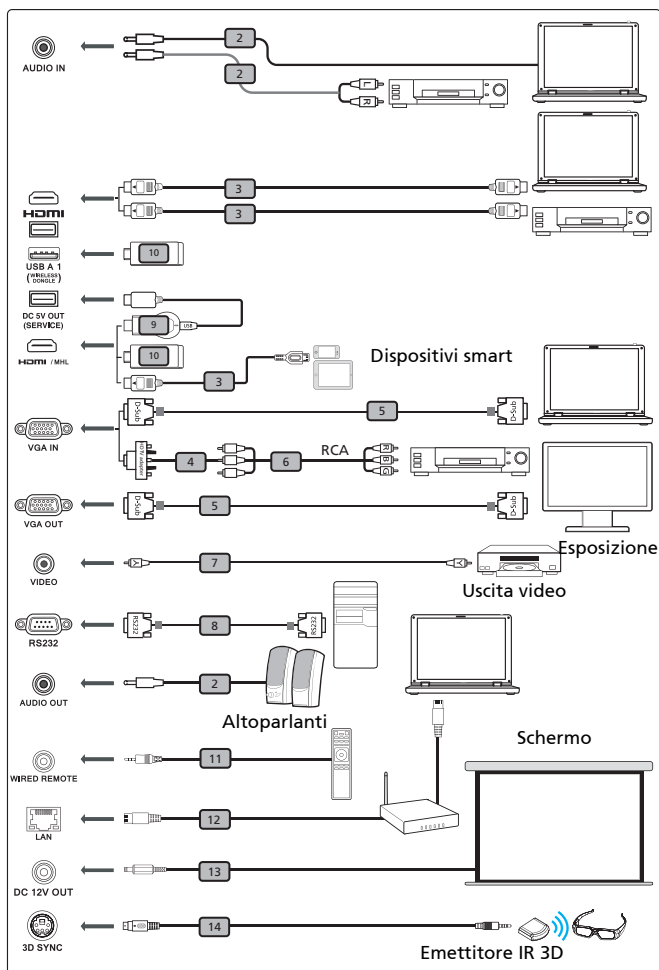 2
AUDIO IN
2
L
R
3
HDMI
3
USB A 1
(WIRELESS DONGLE)
10
DC 5V OUT
(SERVICE)
9
USB
10
HDMI / MHL
3
Dispositivi smart
D-Sub
5
D-Sub
VGA IN
HDTV adapter
4
6
RCA
R
B
G
D-Sub
5
D-Sub
VGA OUT
Esposizione
Y
7
Y
VIDEO
Uscita video
RS232
8
RS232
RS232
2
AUDIO OUT
Altoparlanti
Schermo
11
WIRED REMOTE
12
LAN
13
DC 12V OUT
14
3D SYNC
Emettitore IR 3D